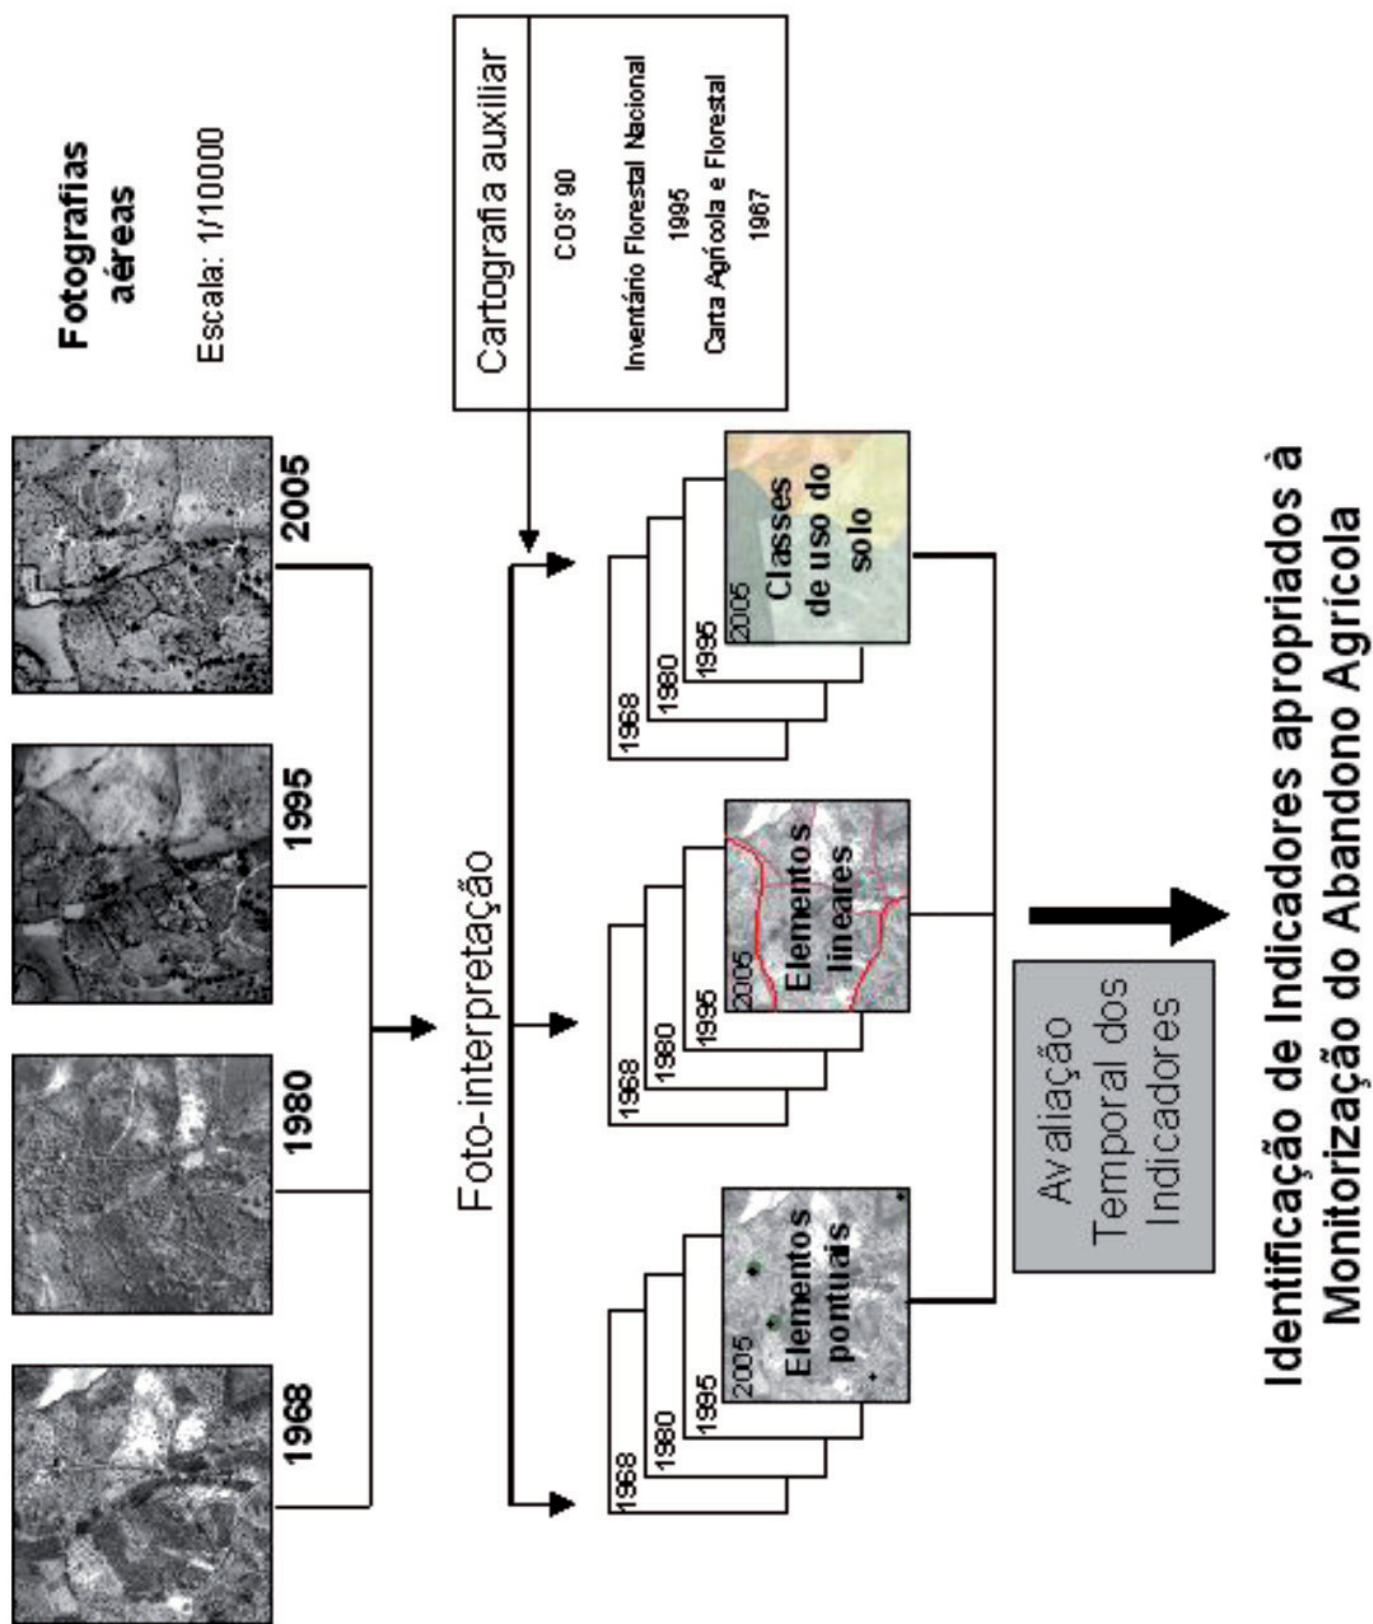 Fotografias
aéreas
Escala: 1/10000
1968
1980
1995
2005
Foto-interpretação
Cartografia auxiliar
COS'90
Inventário Florestal Nacional
1995
Carta Agrícola e Florestal
1967
1968
1980
1995
2005
Elementos
pontuais
1968
1980
1995
2005
Elementos
lineares
1968
1980
1995
2005
Classes
de uso do
solo
Avaliação
Temporal dos
Indicadores
Identificação de Indicadores apropriados à
Monitorização do Abandono Agrícola